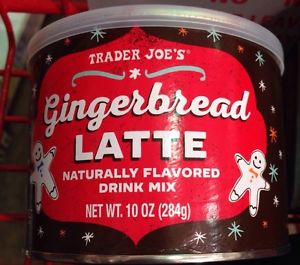 TRADER JOE'S®
Gingerbread
LATTE
NATURALLY FLAVORED
DRINK MIX
NET WT. 10 OZ (284g)